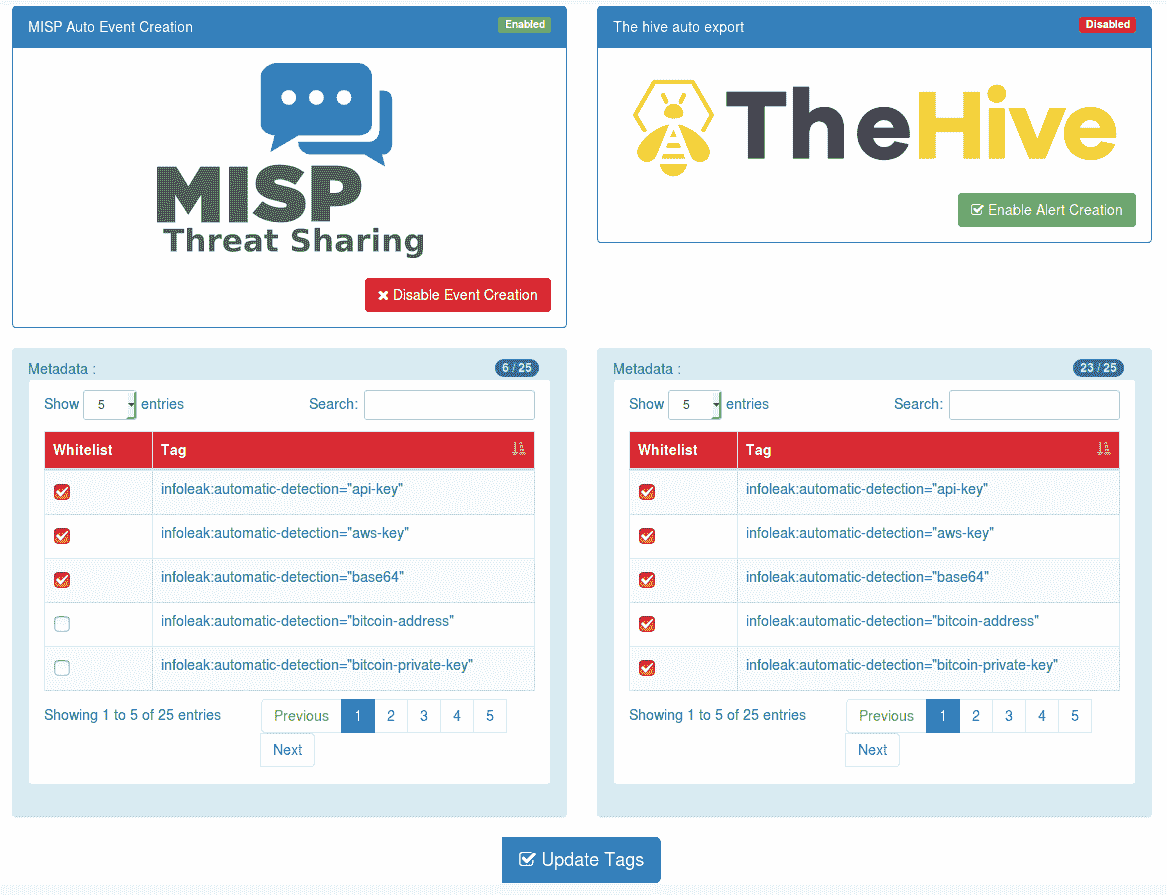 MISP Auto Event Creation
Enabled
MISP
Threat Sharing
Disable Event Creation
The hive auto export
Disabled
TheHive
Enable Alert Creation
Metadata :
6 / 25
Show 5 entries
Search:
Whitelist Tag
infoleak:automatic-detection="api-key"
infoleak:automatic-detection="aws-key"
infoleak:automatic-detection="base64"
infoleak:automatic-detection="bitcoin-address"
infoleak:automatic-detection="bitcoin-private-key"
Showing 1 to 5 of 25 entries
Previous 1 2 3 4 5
Next
Metadata :
23 / 25
Show 5 entries
Search:
Whitelist Tag
infoleak:automatic-detection="api-key"
infoleak:automatic-detection="aws-key"
infoleak:automatic-detection="base64"
infoleak:automatic-detection="bitcoin-address"
infoleak:automatic-detection="bitcoin-private-key"
Showing 1 to 5 of 25 entries
Previous 1 2 3 4 5
Next
Update Tags